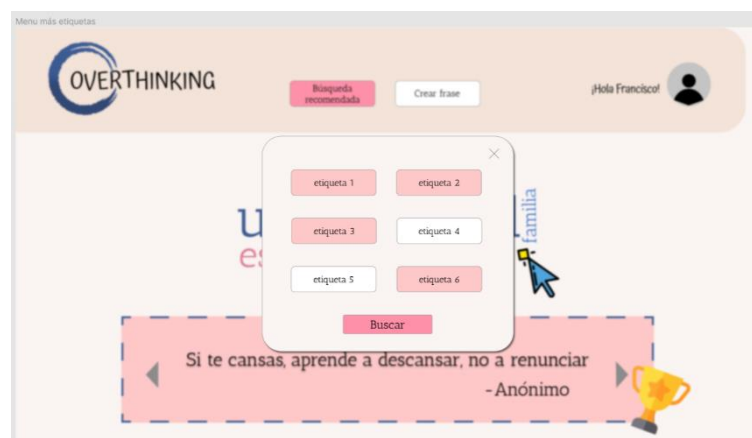 Menu más etiquetas
OVERTHINKING
Búsqueda
recomendada
Crear frase
¡Hola Francisco!
etiqueta 1
etiqueta 2
etiqueta 3
etiqueta 4
etiqueta 5
etiqueta 6
Buscar
familia
Si te cansas, aprende a descansar, no a renunciar
-Anónimo